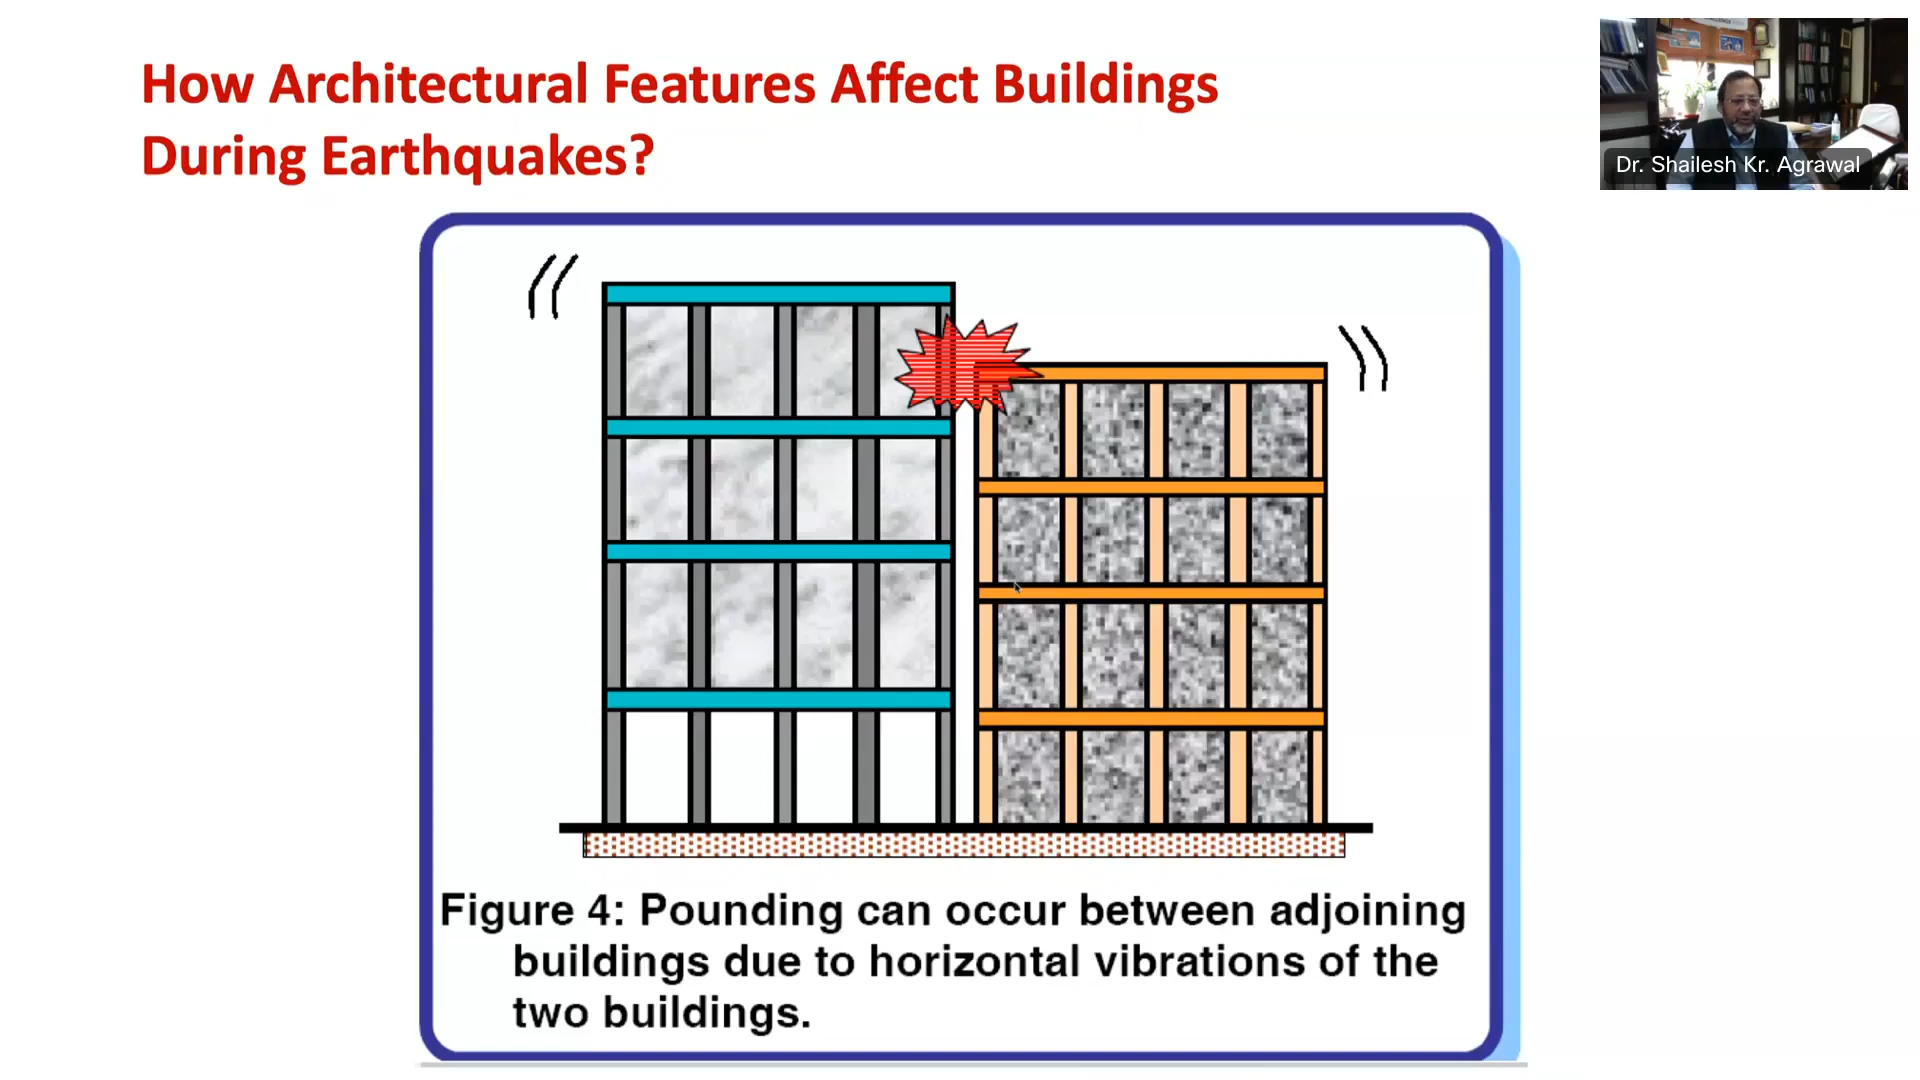 How Architectural Features Affect Buildings
During Earthquakes?
Dr. Shailesh Kr. Agrawal
Figure 4: Pounding can occur between adjoining
buildings due to horizontal vibrations of the
two buildings.